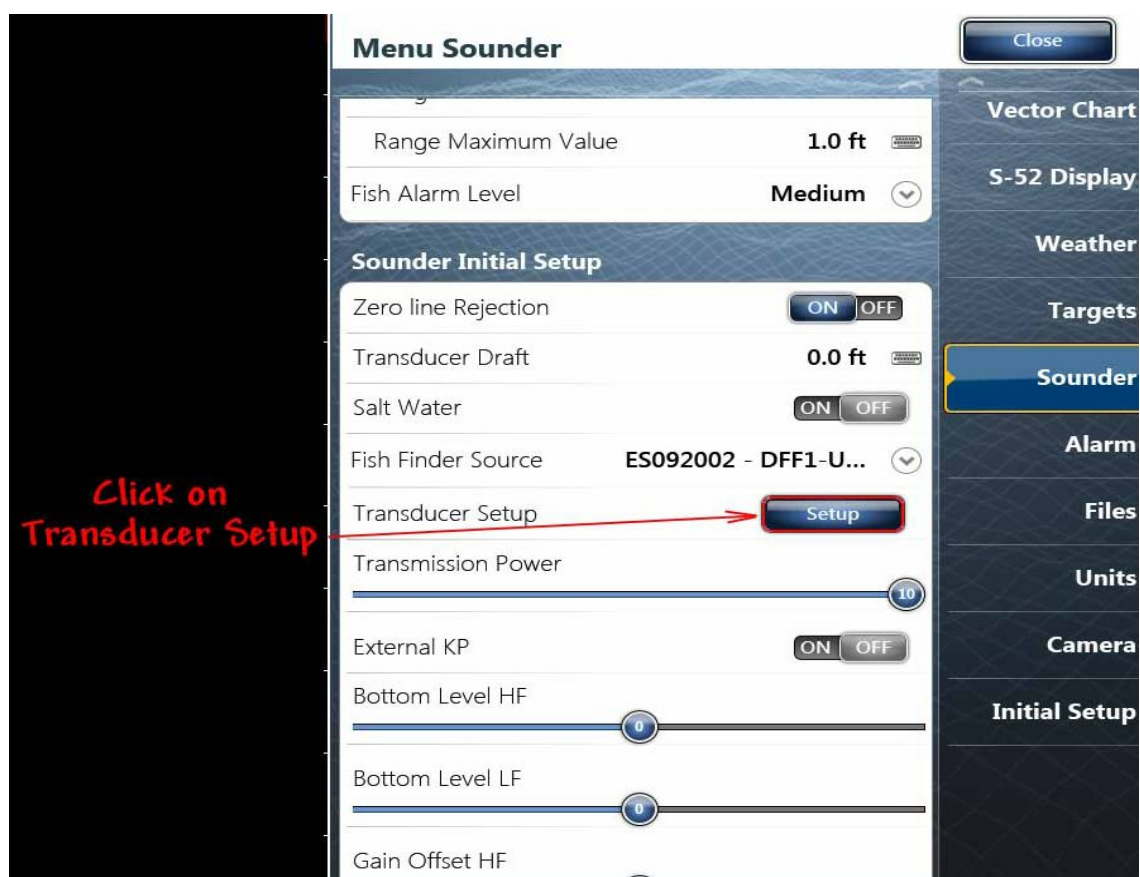 Menu Sounder
Close
Range Maximum Value 1.0 ft
Fish Alarm Level Medium
Sounder Initial Setup
Zero line Rejection ON OFF
Transducer Draft 0.0 ft
Salt Water ON OFF
Fish Finder Source ES092002 - DFF1-U...
Transducer Setup Setup
Transmission Power
10
External KP ON OFF
Bottom Level HF
0
Bottom Level LF
0
Gain Offset HF
Vector Chart
S-52 Display
Weather
Targets
Sounder
Alarm
Files
Units
Camera
Initial Setup
Click on
Transducer Setup